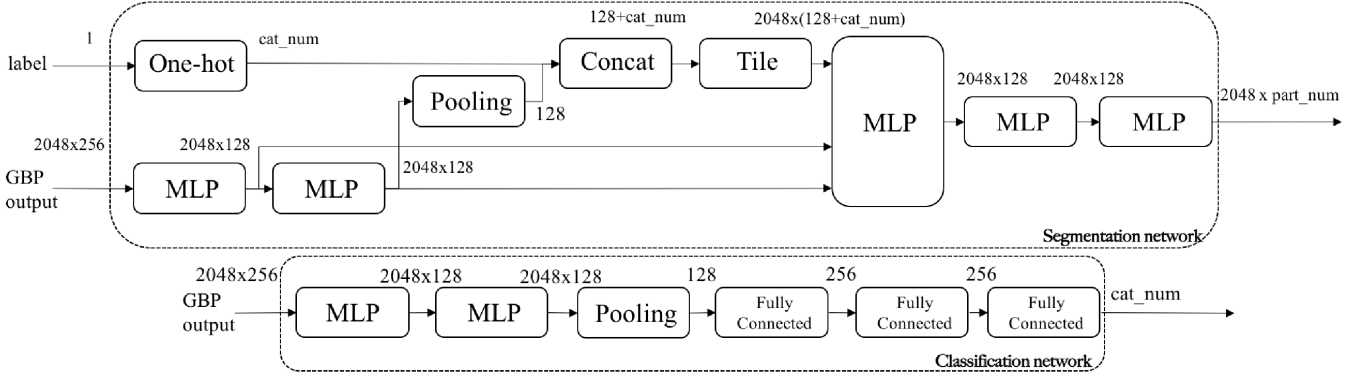 128+cat_num
2048x(128+cat_num)
1
cat_num
label
One-hot
Concat
Tile
2048x128
2048x128
2048 x part_num
Pooling
128
MLP
MLP
MLP
2048x256
2048x128
2048x128
GBP
output
MLP
MLP
Segmentation network
2048x256
2048x128
2048x128
128
256
256
cat_num
GBP
output
MLP
MLP
Pooling
Fully
Connected
Fully
Connected
Fully
Connected
Classification network